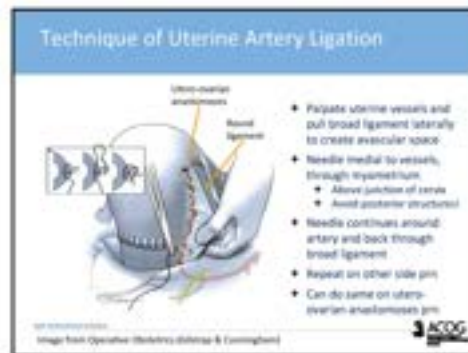 Technique of Uterine Artery Ligation
Utero-ovarian
anastomoses
Round
ligament
Palpate uterine vessels and
pull broad ligament laterally
to create avascular space
Needle medial to vessels,
through myometrium
Above junction of cervix
Avoid posterior structures!
Needle continues around
artery and back through
broad ligament
Repeat on other side prn
Can do same on utero-
ovarian anastomoses prn
Image from Operative Obstetrics (Gilstrap & Cunningham)
ACOG